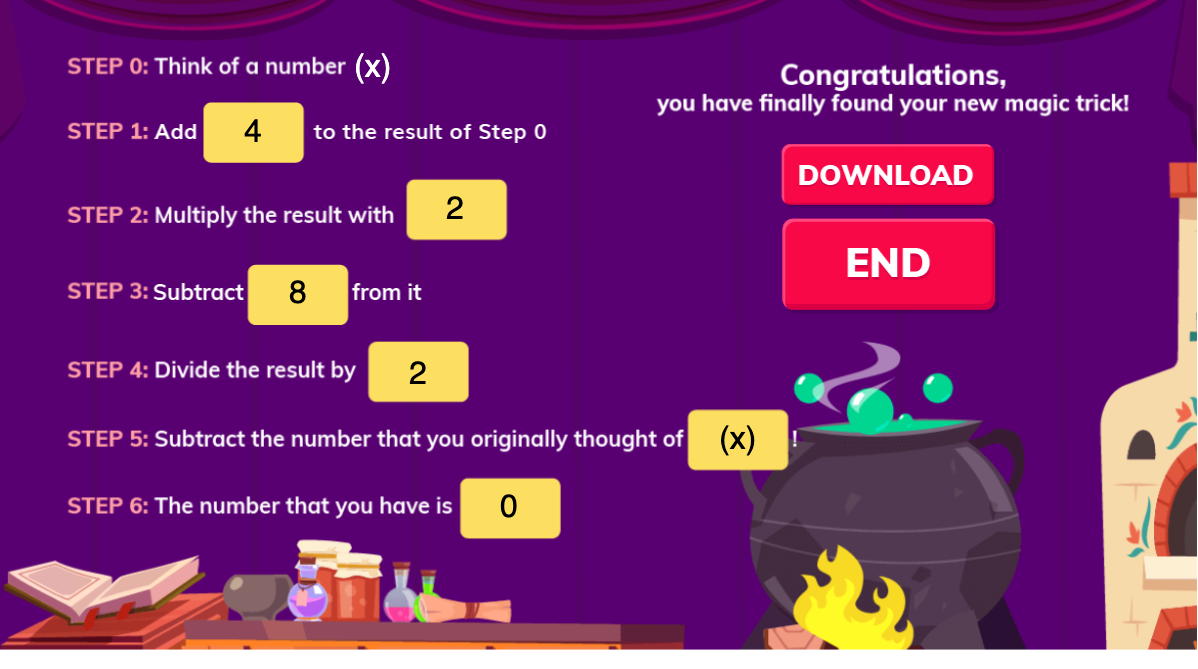 STEP 0: Think of a number (x)
STEP 1: Add 4 to the result of Step 0
STEP 2: Multiply the result with 2
STEP 3: Subtract 8 from it
STEP 4: Divide the result by 2
STEP 5: Subtract the number that you originally thought of (x) !
STEP 6: The number that you have is 0
Congratulations,
you have finally found your new magic trick!
DOWNLOAD
END